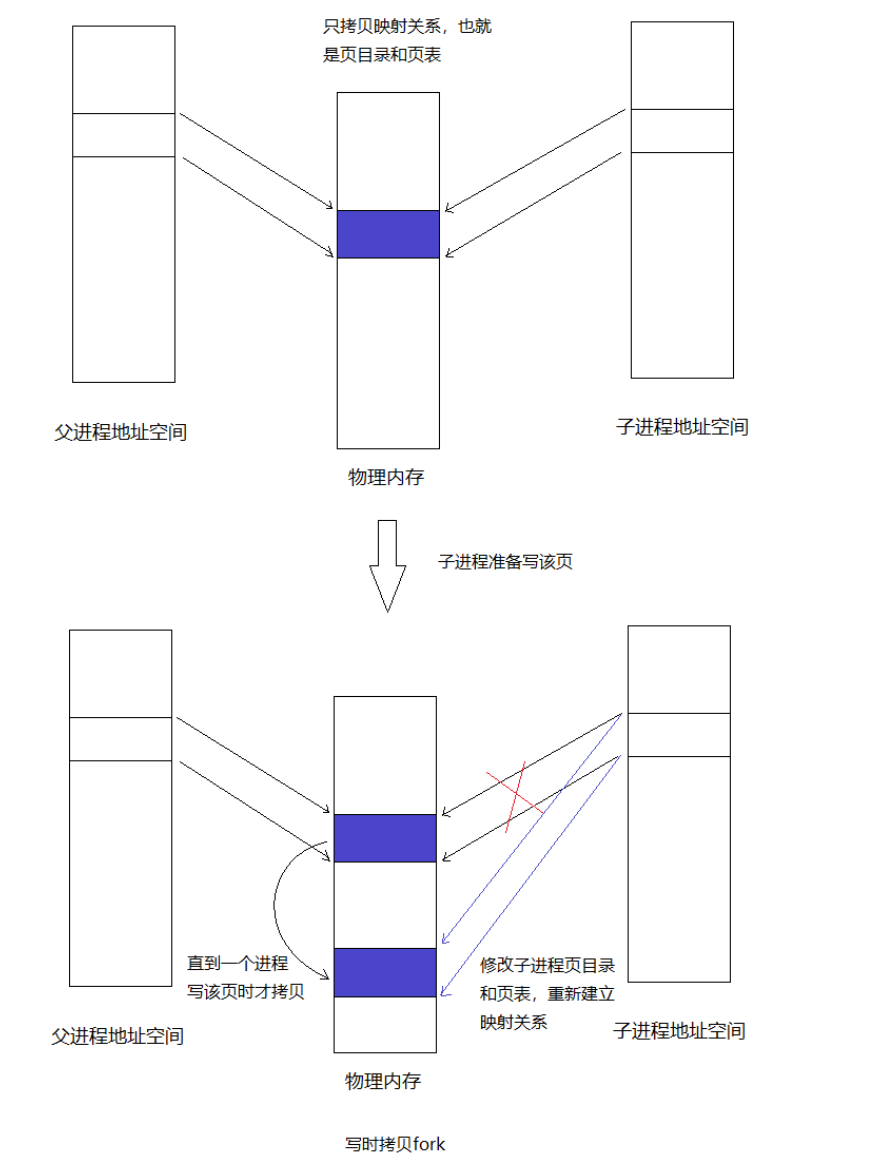 只拷贝映射关系，也就
是页目录和页表
父进程地址空间
子进程地址空间
物理内存
子进程准备写该页
直到一个进程
写该页时才拷贝
修改子进程页目录
和页表，重新建立
映射关系
父进程地址空间
子进程地址空间
物理内存
写时拷贝fork